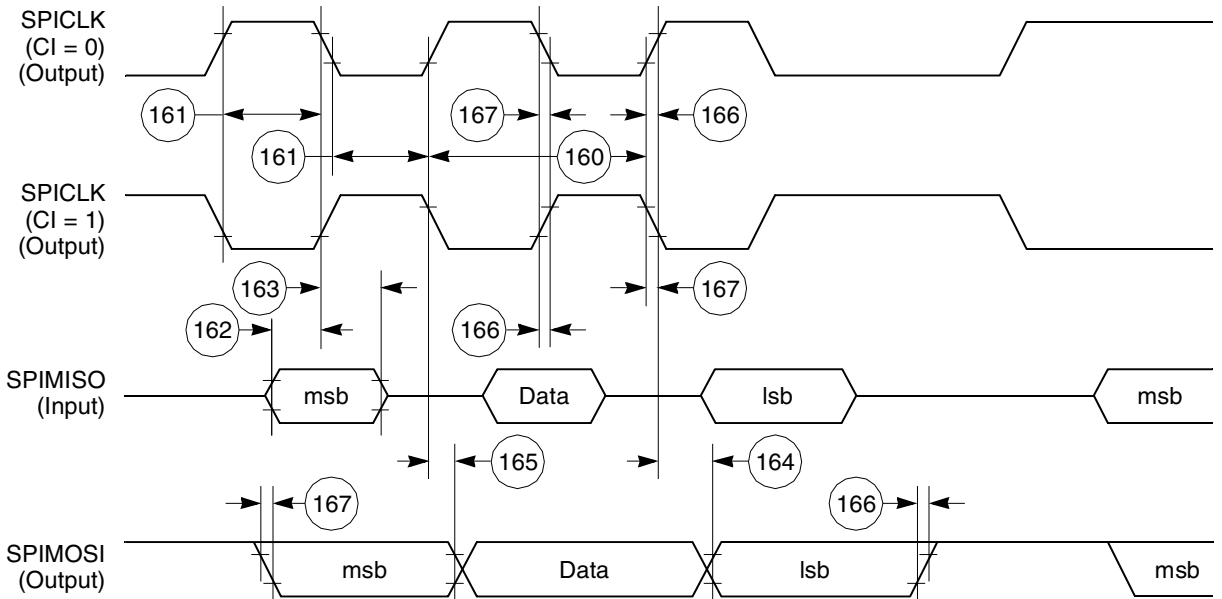 SPICLK
(CI = 0)
(Output)
161
167
166
161
160
SPICLK
(CI = 1)
(Output)
163
167
162
166
SPIMISO
(Input)
msb
Data
lsb
msb
165
164
167
166
SPIMOSI
(Output)
msb
Data
lsb
msb